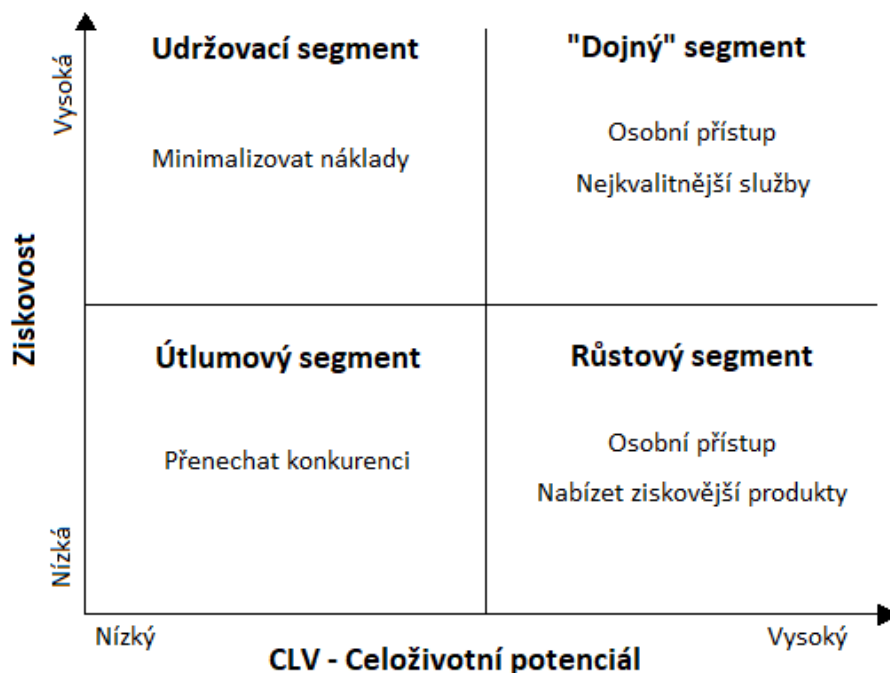 Udržovací segment
"Dojný" segment
Vysoká
Minimalizovat náklady
Osobní přístup
Nejkvalitnější služby
Ziskovost
Útlumový segment
Růstový segment
Přenechat konkurenci
Osobní přístup
Nabízet ziskovější produkty
Nízká
Nízký
Vysoký
CLV - Celoživotní potenciál